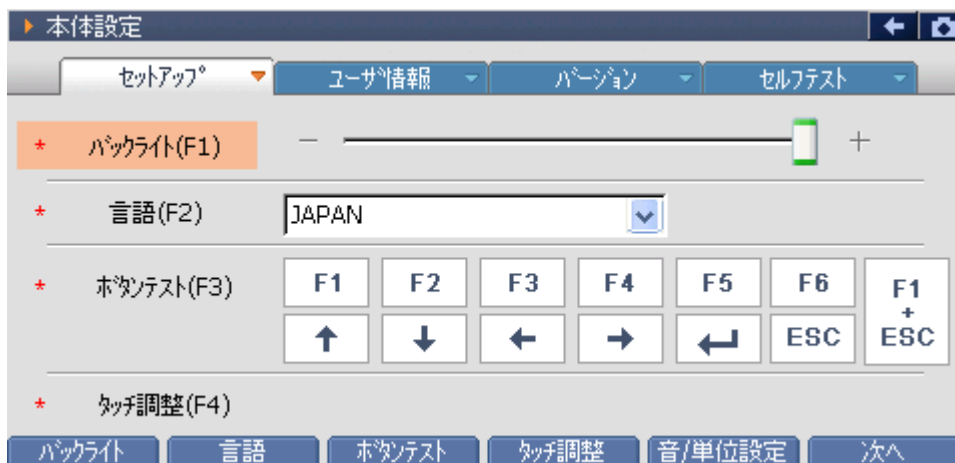 本体設定
ｾｯﾄｱｯﾌﾟ ﾕｰｻﾞ情報 ﾊﾞｰｼﾞｮﾝ ｾﾙﾌﾃｽﾄ
* ﾊﾞｯｸﾗｲﾄ(F1) － ＋
* 言語(F2) JAPAN
* ﾎﾞﾀﾝﾃｽﾄ(F3) F1 F2 F3 F4 F5 F6 F1
+
↑ ↓ ← → ↵ ESC ESC
* ﾀｯﾁ調整(F4)
ﾊﾞｯｸﾗｲﾄ 言語 ﾎﾞﾀﾝﾃｽﾄ ﾀｯﾁ調整 音/単位設定 次へ